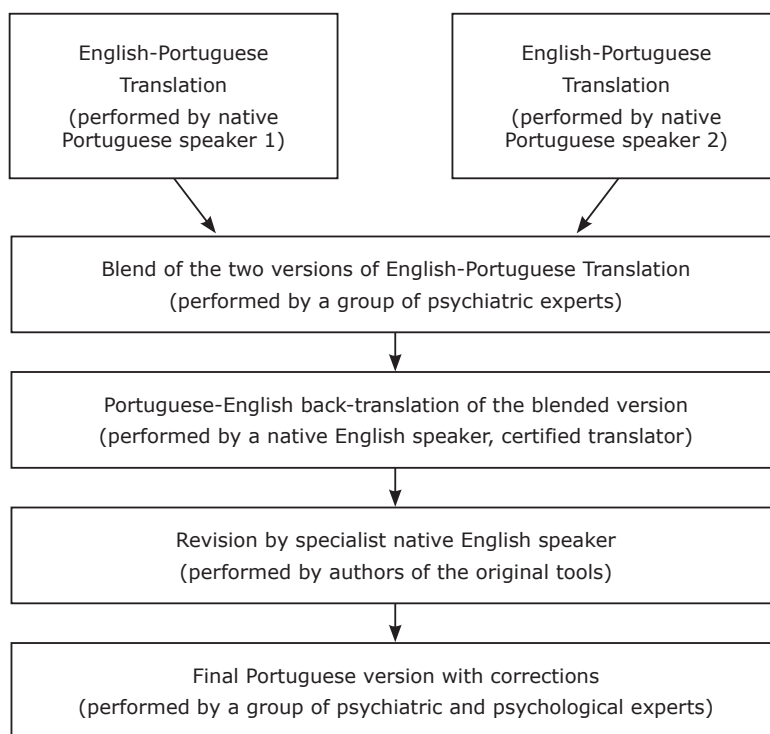 English-Portuguese
Translation
(performed by native
Portuguese speaker 1)
English-Portuguese
Translation
(performed by native
Portuguese speaker 2)
Blend of the two versions of English-Portuguese Translation
(performed by a group of psychiatric experts)
Portuguese-English back-translation of the blended version
(performed by a native English speaker, certified translator)
Revision by specialist native English speaker
(performed by authors of the original tools)
Final Portuguese version with corrections
(performed by a group of psychiatric and psychological experts)